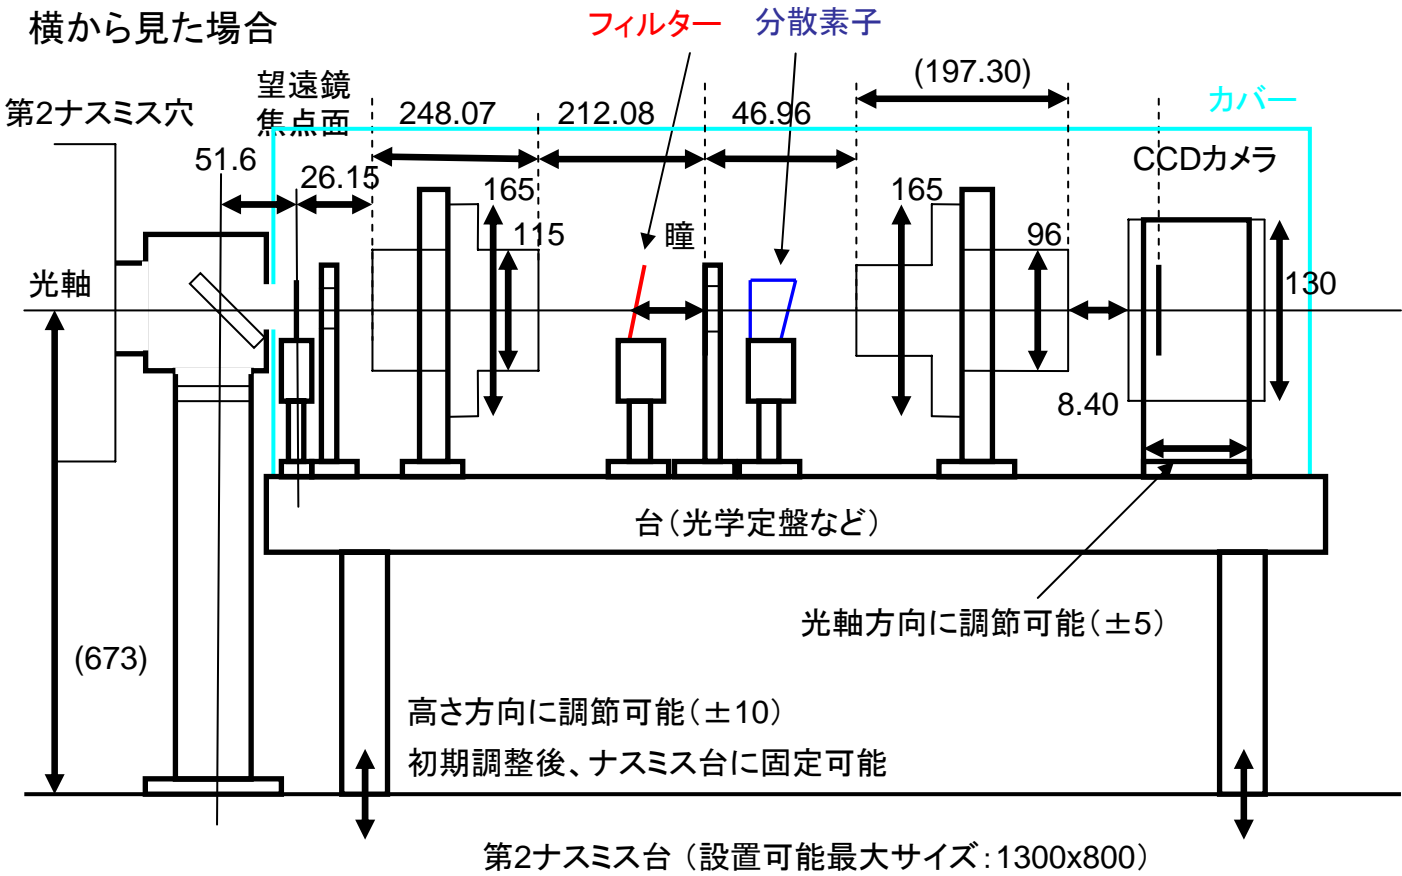 横から見た場合
フィルター
分散素子
(197.30)
望遠鏡
焦点面
カバー
第2ナスミス穴
248.07
212.08
46.96
51.6
26.15
CCDカメラ
165
165
115
瞳
96
光軸
130
8.40
台（光学定盤など）
光軸方向に調節可能（±5）
(673)
高さ方向に調節可能（±10）
初期調整後、ナスミス台に固定可能
第2ナスミス台（設置可能最大サイズ：1300x800）